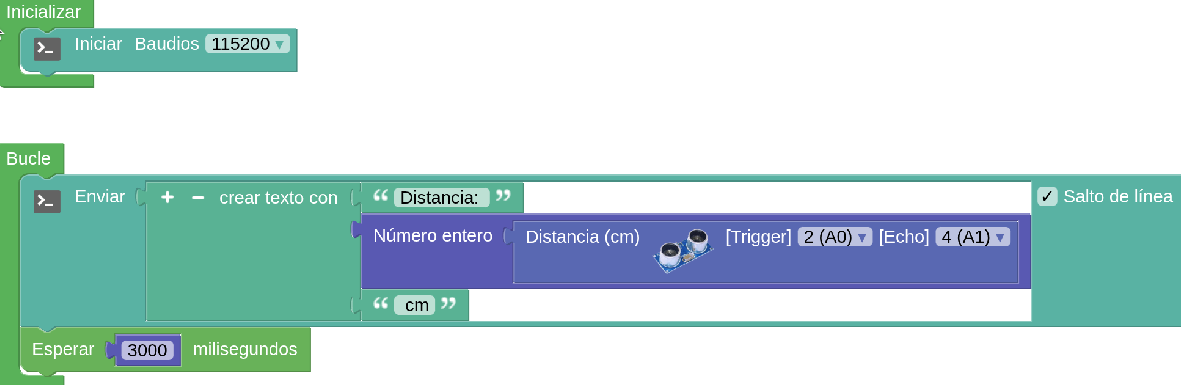 Inicializar
Iniciar Baudios 115200
Bucle
Enviar + − crear texto con “ Distancia: ” ✓ Salto de línea
Número entero Distancia (cm) [Trigger] 2 (A0) [Echo] 4 (A1)
“ cm ”
Esperar 3000 milisegundos